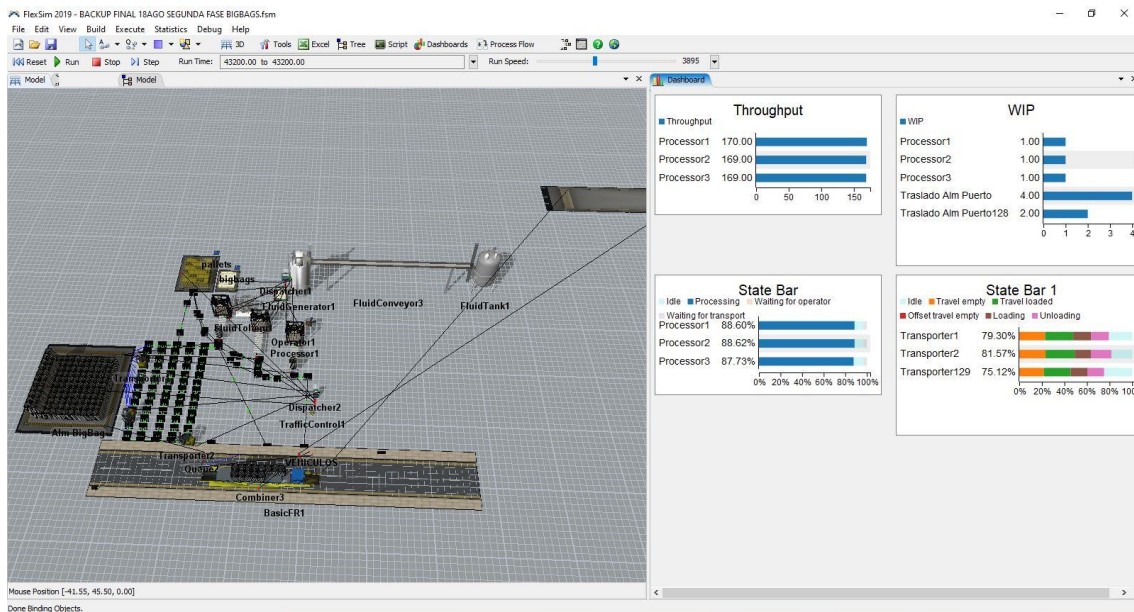 FlexSim 2019 - BACKUP FINAL 18AGO SEGUNDA FASE BIGBAGS.fsm
File Edit View Build Execute Statistics Debug Help
3D Tools Excel Tree Script Dashboards Process Flow
Reset Run Stop Step Run Time: 43200.00 to 43200.00 Run Speed: 3895
Model Model
pallets
bigbags
Dispatcher1
FluidGenerator1
FluidConveyor3
FluidTank1
Operator1
Processor1
Dispatcher2
TrafficControl1
Alm BigBag
Transporter2
Queue
VEHICULOS
Combiner3
BasicFR1
Mouse Position [-41.55, 45.50, 0.00]
Done Binding Objects.
Dashboard
Throughput
Throughput
Processor1 170.00
Processor2 169.00
Processor3 169.00
0 50 100 150
WIP
WIP
Processor1 1.00
Processor2 1.00
Processor3 1.00
Traslado Alm Puerto 4.00
Traslado Alm Puerto128 2.00
0 1 2 3 4
State Bar
Idle Processing Waiting for operator
Waiting for transport
Processor1 88.60%
Processor2 88.62%
Processor3 87.73%
0% 20% 40% 60% 80% 100%
State Bar 1
Idle Travel empty Travel loaded
Offset travel empty Loading Unloading
Transporter1 79.30%
Transporter2 81.57%
Transporter129 75.12%
0% 20% 40% 60% 80% 100